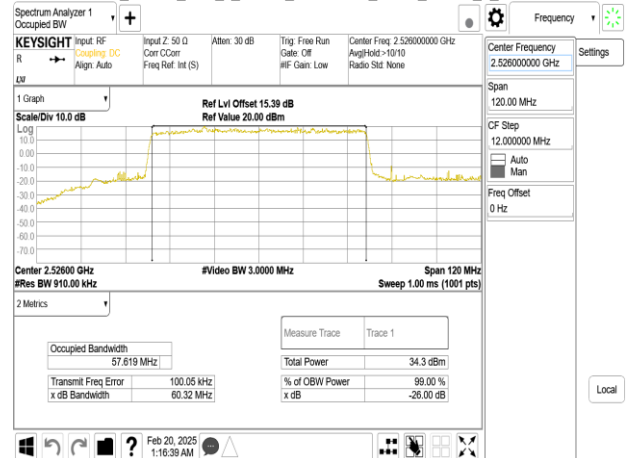 Spectrum Analyzer 1
Occupied BW
Frequency
KEYSIGHT
R
LXI
Input: RF
Coupling: DC
Align: Auto
Input Z: 50 Ω
Corr CCorr
Freq Ref: Int (S)
Atten: 30 dB
Trig: Free Run
Gate: Off
#IF Gain: Low
Center Freq: 2.526000000 GHz
Avg|Hold:>10/10
Radio Std: None
Center Frequency
2.526000000 GHz
Settings
Span
120.00 MHz
CF Step
12.000000 MHz
Auto
Man
Freq Offset
0 Hz
Local
1 Graph
Scale/Div 10.0 dB
Ref Lvl Offset 15.39 dB
Ref Value 20.00 dBm
Log
10.0
0.00
-10.0
-20.0
-30.0
-40.0
-50.0
-60.0
-70.0
Center 2.52600 GHz
#Video BW 3.0000 MHz
Span 120 MHz
#Res BW 910.00 kHz
Sweep 1.00 ms (1001 pts)
2 Metrics
Measure Trace
Trace 1
Occupied Bandwidth
57.619 MHz
Total Power
34.3 dBm
Transmit Freq Error
100.05 kHz
% of OBW Power
99.00 %
x dB Bandwidth
60.32 MHz
x dB
-26.00 dB
?
Feb 20, 2025
1:16:39 AM